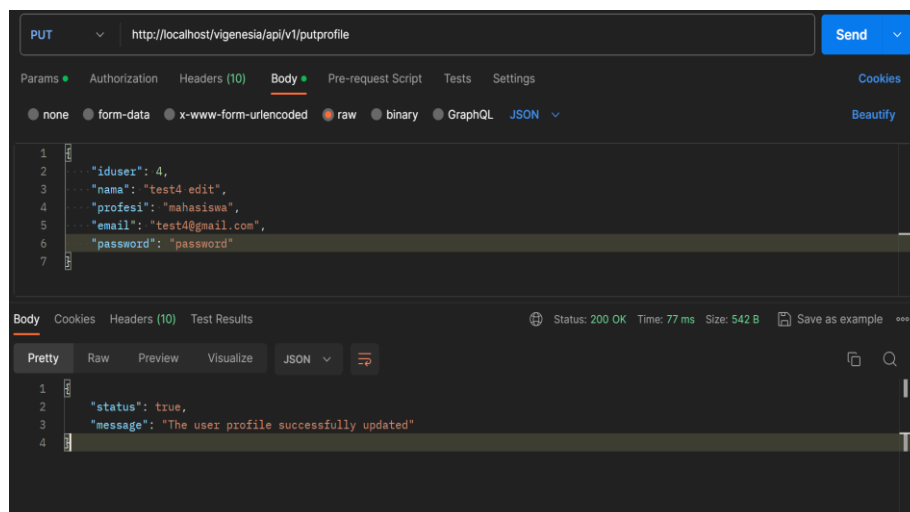 PUT http://localhost/vigenesia/api/v1/putprofile Send
Params Authorization Headers (10) Body Pre-request Script Tests Settings Cookies
none form-data x-www-form-urlencoded raw binary GraphQL JSON Beautify
1 {
2 "iduser": 4,
3 "nama": "test4 edit",
4 "profesi": "mahasiswa",
5 "email": "test4@gmail.com",
6 "password": "password"
7 }
Body Cookies Headers (10) Test Results Status: 200 OK Time: 77 ms Size: 542 B Save as example
Pretty Raw Preview Visualize JSON
1 {
2 "status": true,
3 "message": "The user profile successfully updated"
4 }